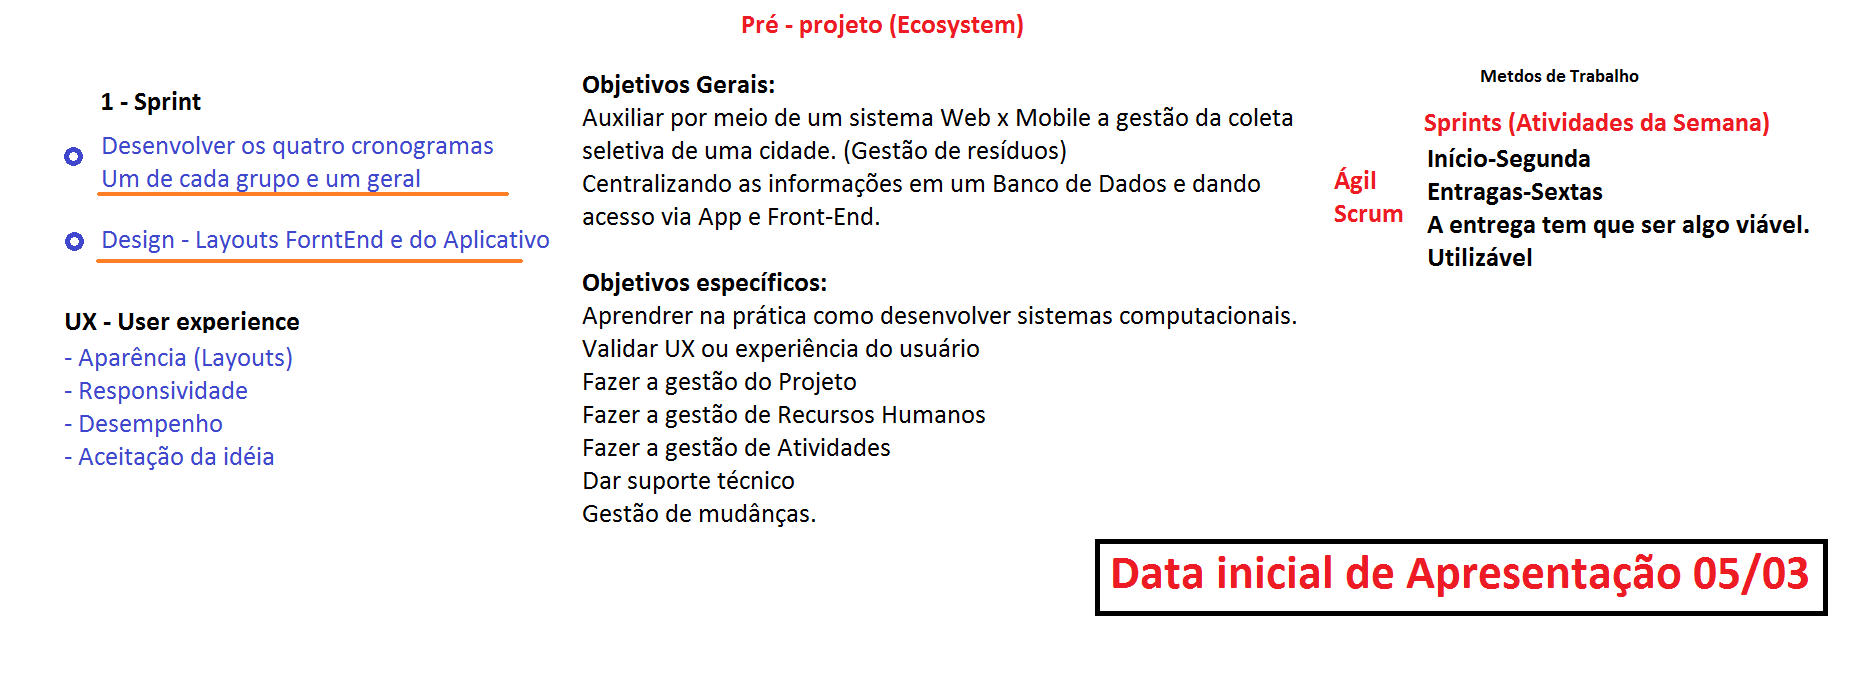 Pré - projeto (Ecosystem)
1 - Sprint
Desenvolver os quatro cronogramas
Um de cada grupo e um geral
Design - Layouts ForntEnd e do Aplicativo
UX - User experience
- Aparência (Layouts)
- Responsividade
- Desempenho
- Aceitação da idéia
Objetivos Gerais:
Auxiliar por meio de um sistema Web x Mobile a gestão da coleta
seletiva de uma cidade. (Gestão de resíduos)
Centralizando as informações em um Banco de Dados e dando
acesso via App e Front-End.
Objetivos específicos:
Aprendrer na prática como desenvolver sistemas computacionais.
Validar UX ou experiência do usuário
Fazer a gestão do Projeto
Fazer a gestão de Recursos Humanos
Fazer a gestão de Atividades
Dar suporte técnico
Gestão de mudânças.
Metdos de Trabalho
Ágil
Scrum
Sprints (Atividades da Semana)
Início-Segunda
Entragas-Sextas
A entrega tem que ser algo viável.
Utilizável
Data inicial de Apresentação 05/03